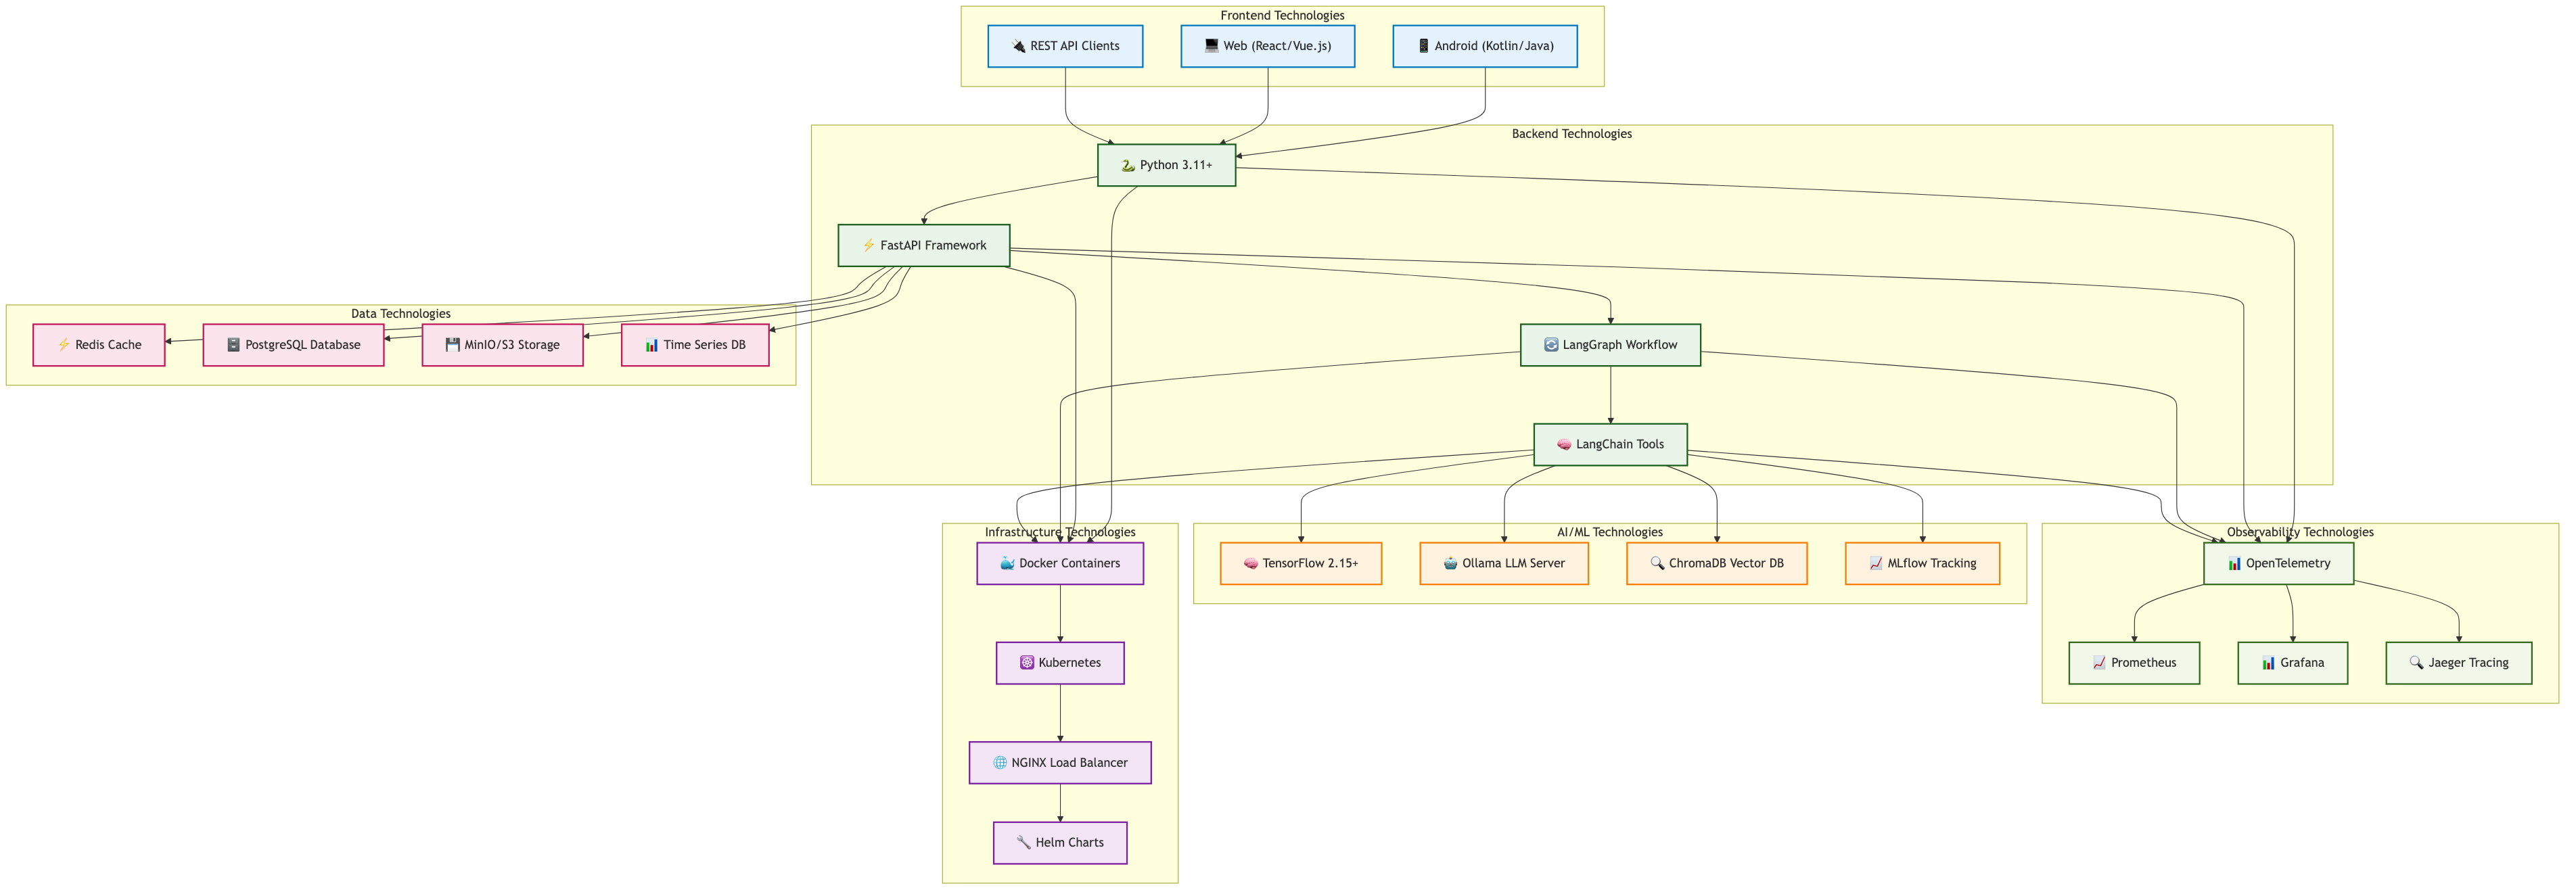 Frontend Technologies
🔌 REST API Clients
💻 Web (React/Vue.js)
📱 Android (Kotlin/Java)
Backend Technologies
🐍 Python 3.11+
⚡ FastAPI Framework
Data Technologies
⚡ Redis Cache
🗄️ PostgreSQL Database
💾 MinIO/S3 Storage
📊 Time Series DB
🔄 LangGraph Workflow
🧠 LangChain Tools
Infrastructure Technologies
🐳 Docker Containers
☸️ Kubernetes
🌐 NGINX Load Balancer
🔧 Helm Charts
AI/ML Technologies
🧠 TensorFlow 2.15+
🤖 Ollama LLM Server
🔍 ChromaDB Vector DB
📈 MLflow Tracking
Observability Technologies
📊 OpenTelemetry
📈 Prometheus
📊 Grafana
🔍 Jaeger Tracing